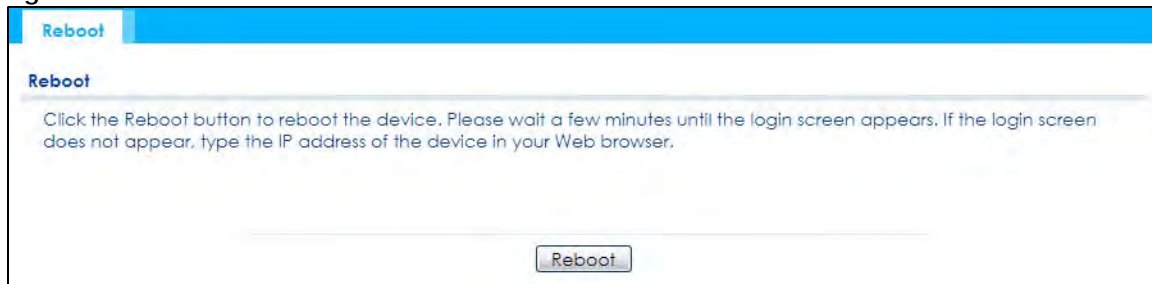 Reboot
Reboot
Click the Reboot button to reboot the device. Please wait a few minutes until the login screen appears. If the login screen
does not appear, type the IP address of the device in your Web browser.
Reboot